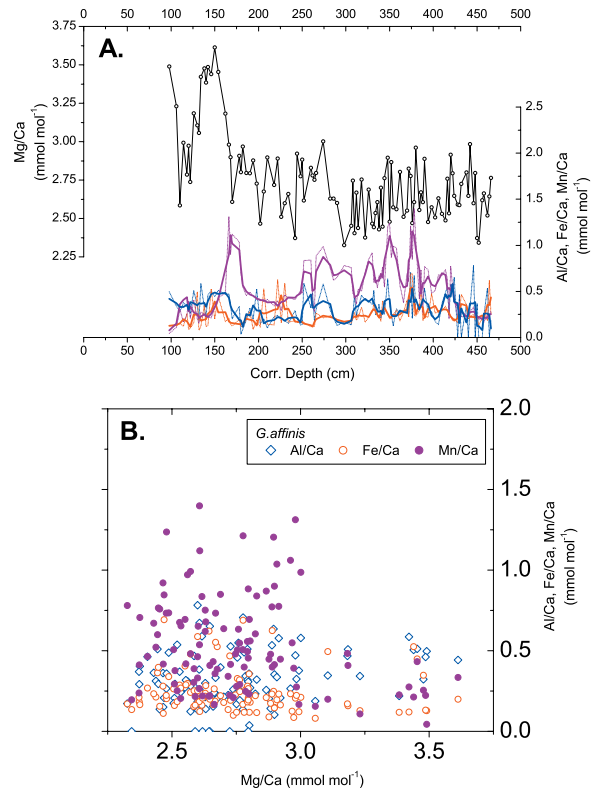 0 50 100 150 200 250 300 350 400 450 500
A.
3.75
3.50
3.25
3.00
2.75
2.50
2.25
Mg/Ca
(mmol mol-1)
2.5
2.0
1.5
1.0
0.5
0.0
Al/Ca, Fe/Ca, Mn/Ca
(mmol mol-1)
0 50 100 150 200 250 300 350 400 450 500
Corr. Depth (cm)
B.
G.affinis
Al/Ca Fe/Ca Mn/Ca
2.0
1.5
1.0
0.5
0.0
Al/Ca, Fe/Ca, Mn/Ca
(mmol mol-1)
2.5 3.0 3.5
Mg/Ca (mmol mol-1)